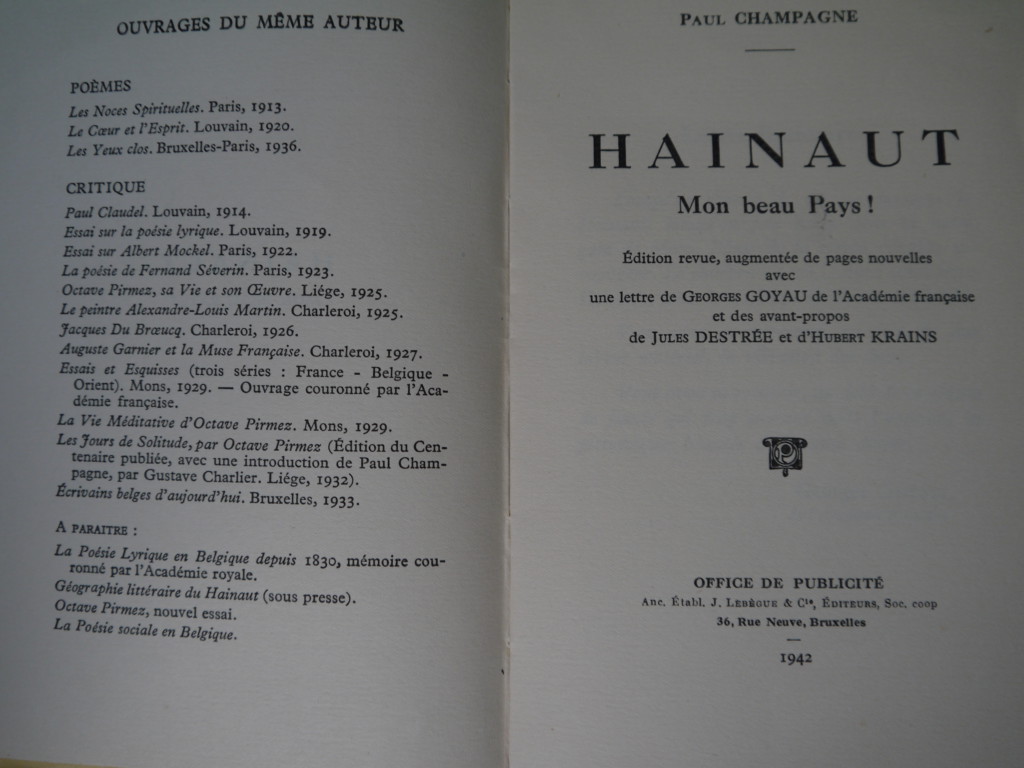 OUVRAGES DU MÊME AUTEUR
POÈMES
Les Noces Spirituelles. Paris, 1913.
Le Cœur et l'Esprit. Louvain, 1920.
Les Yeux clos. Bruxelles-Paris, 1936.
CRITIQUE
Paul Claudel. Louvain, 1914.
Essai sur la poésie lyrique. Louvain, 1919.
Essai sur Albert Mockel. Paris, 1922.
La poésie de Fernand Séverin. Paris, 1923.
Octave Pirmez, sa Vie et son Œuvre. Liége, 1925.
Le peintre Alexandre-Louis Martin. Charleroi, 1925.
Jacques Du Brœucq. Charleroi, 1926.
Auguste Garnier et la Muse Française. Charleroi, 1927.
Essais et Esquisses (trois séries : France - Belgique -
Orient). Mons, 1929. — Ouvrage couronné par l'Aca-
démie française.
La Vie Méditative d'Octave Pirmez. Mons, 1929.
Les Jours de Solitude, par Octave Pirmez (Édition du Cen-
tenaire publiée, avec une introduction de Paul Cham-
pagne, par Gustave Charlier. Liége, 1932).
Écrivains belges d'aujourd'hui. Bruxelles, 1933.
A PARAITRE :
La Poésie Lyrique en Belgique depuis 1830, mémoire cou-
ronné par l'Académie royale.
Géographie littéraire du Hainaut (sous presse).
Octave Pirmez, nouvel essai.
La Poésie sociale en Belgique.
PAUL CHAMPAGNE
HAINAUT
Mon beau Pays !
Édition revue, augmentée de pages nouvelles
avec
une lettre de GEORGES GOYAU de l'Académie française
et des avant-propos
de JULES DESTRÉE et d'HUBERT KRAINS
OFFICE DE PUBLICITÉ
Anc. Établ. J. LEBÈGUE & Cie, ÉDITEURS, Soc. coop
36, Rue Neuve, Bruxelles
1942